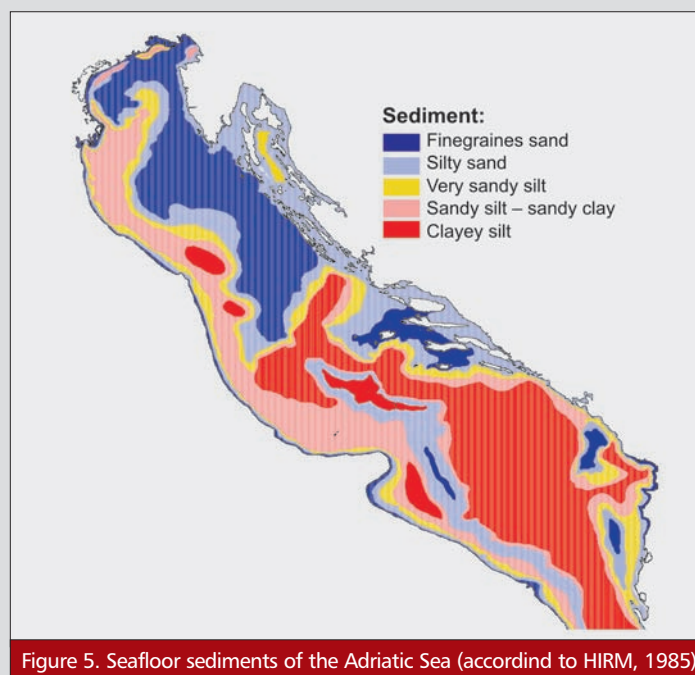 Sediment:
Finegraines sand
Silty sand
Very sandy silt
Sandy silt – sandy clay
Clayey silt
Figure 5. Seafloor sediments of the Adriatic Sea (accordind to HIRM, 1985)